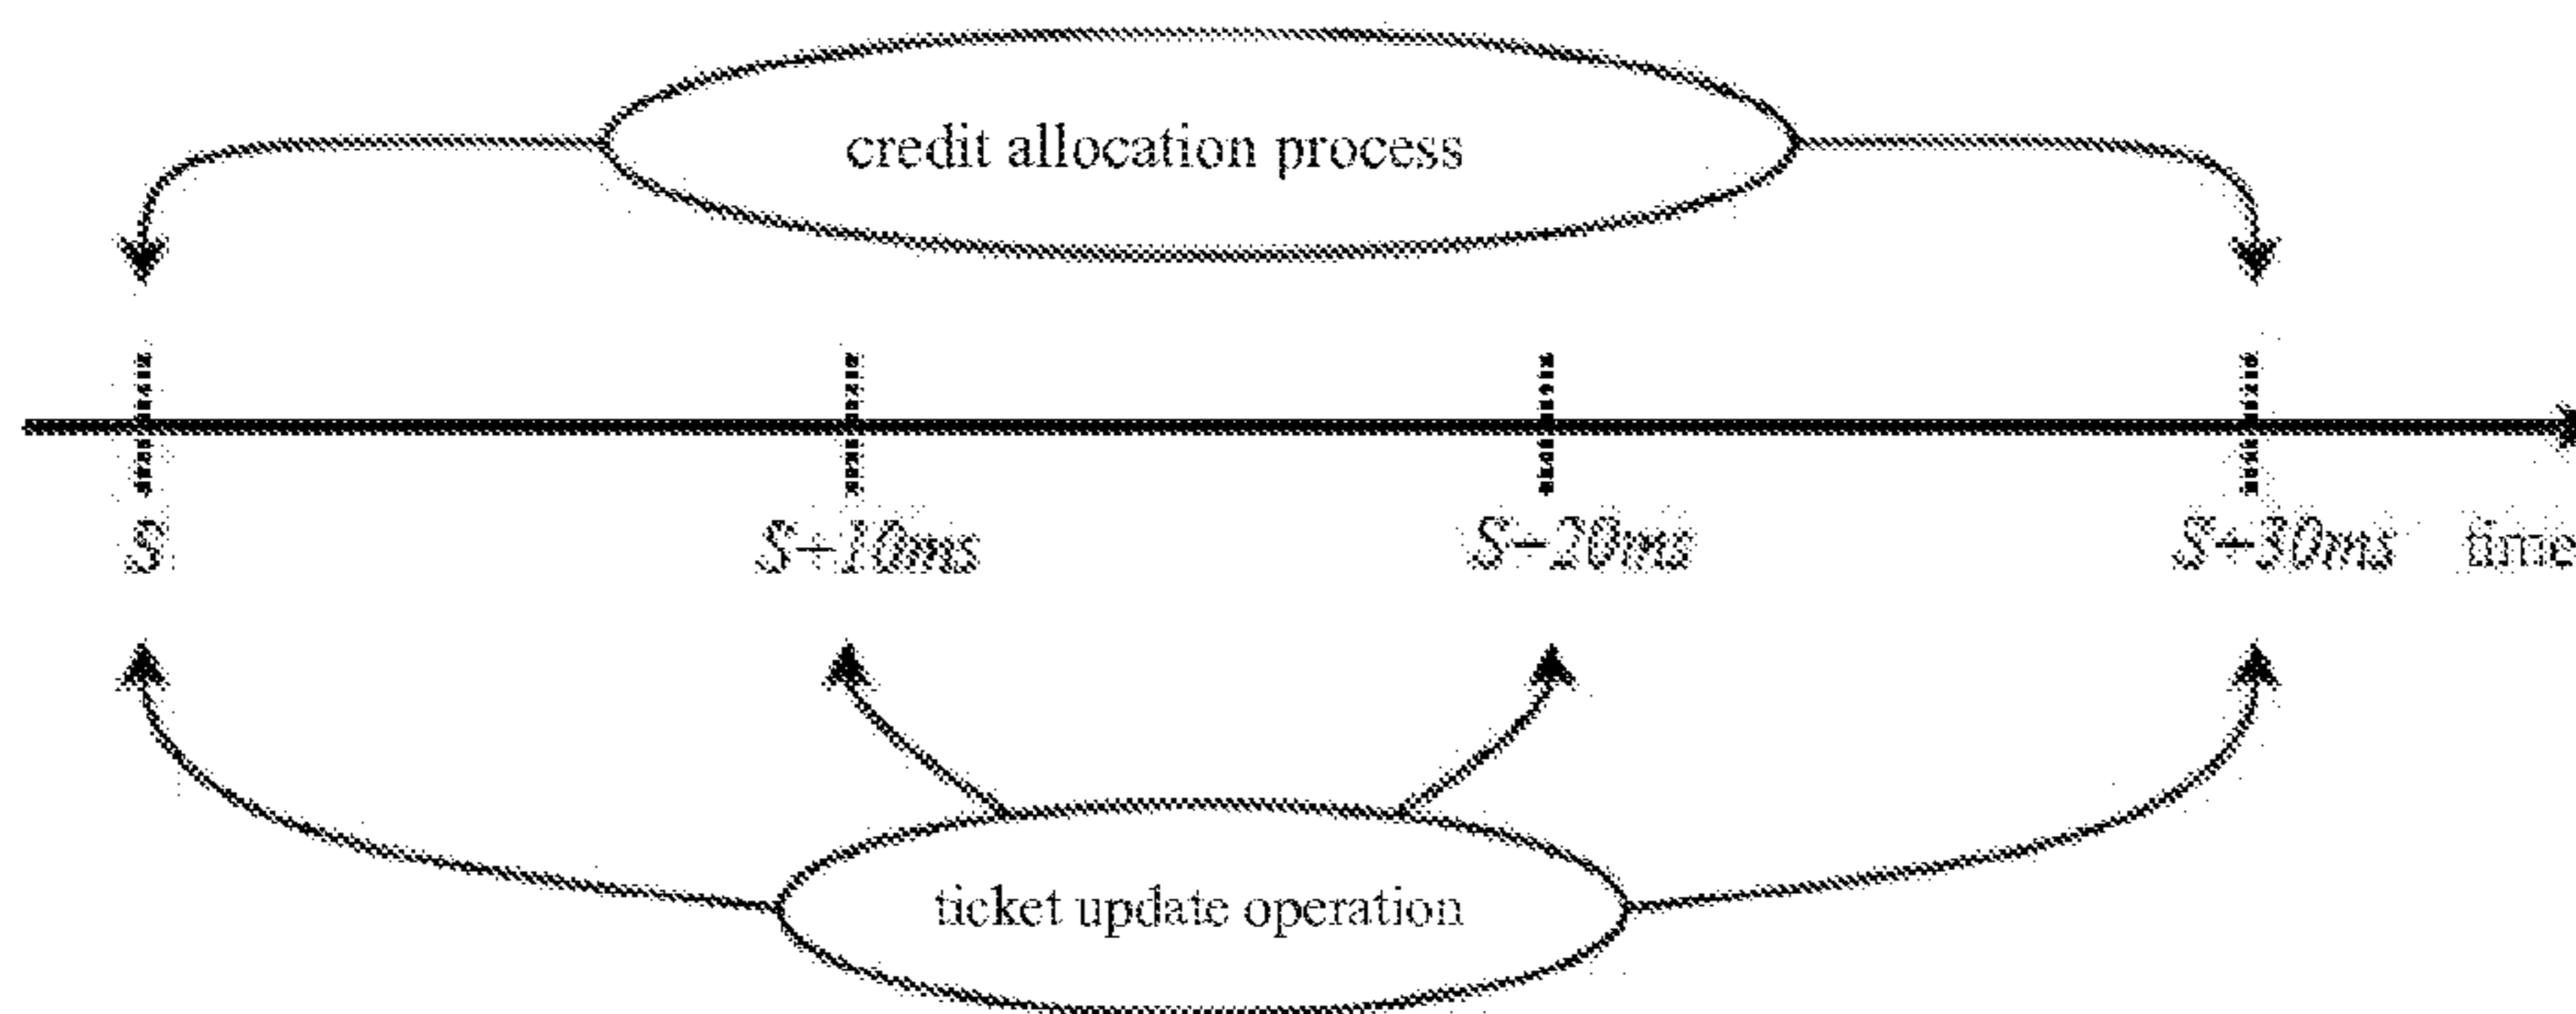 credit allocation process
S
S+10ms
S+20ms
S+30ms
time
ticket update operation